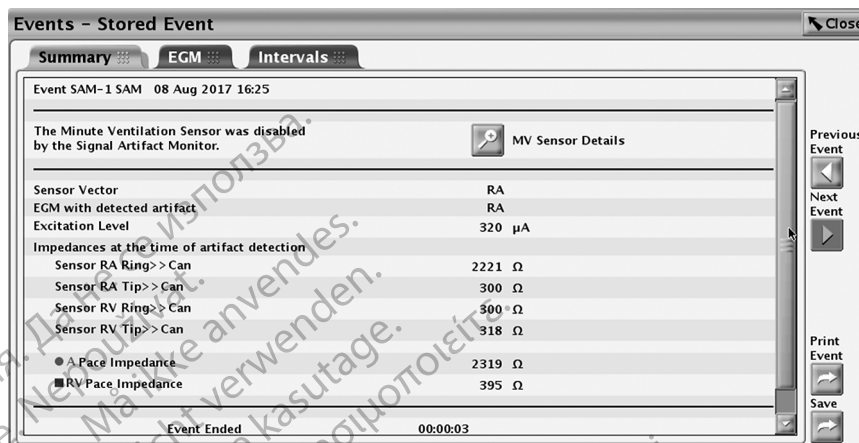 Events - Stored Event
Close
Summary
EGM
Intervals
Event SAM-1 SAM 08 Aug 2017 16:25
The Minute Ventilation Sensor was disabled
by the Signal Artifact Monitor.
MV Sensor Details
Previous
Event
Next
Event
Sensor Vector RA
EGM with detected artifact RA
Excitation Level 320 µA
Impedances at the time of artifact detection
Sensor RA Ring>>Can 2221 Ω
Sensor RA Tip>>Can 300 Ω
Sensor RV Ring>>Can 300 Ω
Sensor RV Tip>>Can 318 Ω
A Pace Impedance 2319 Ω
RV Pace Impedance 395 Ω
Event Ended 00:00:03
Print
Event
Save
Да не се използва.
Nepoužívat.
Må ikke anvendes.
verwenden.
kasutage.